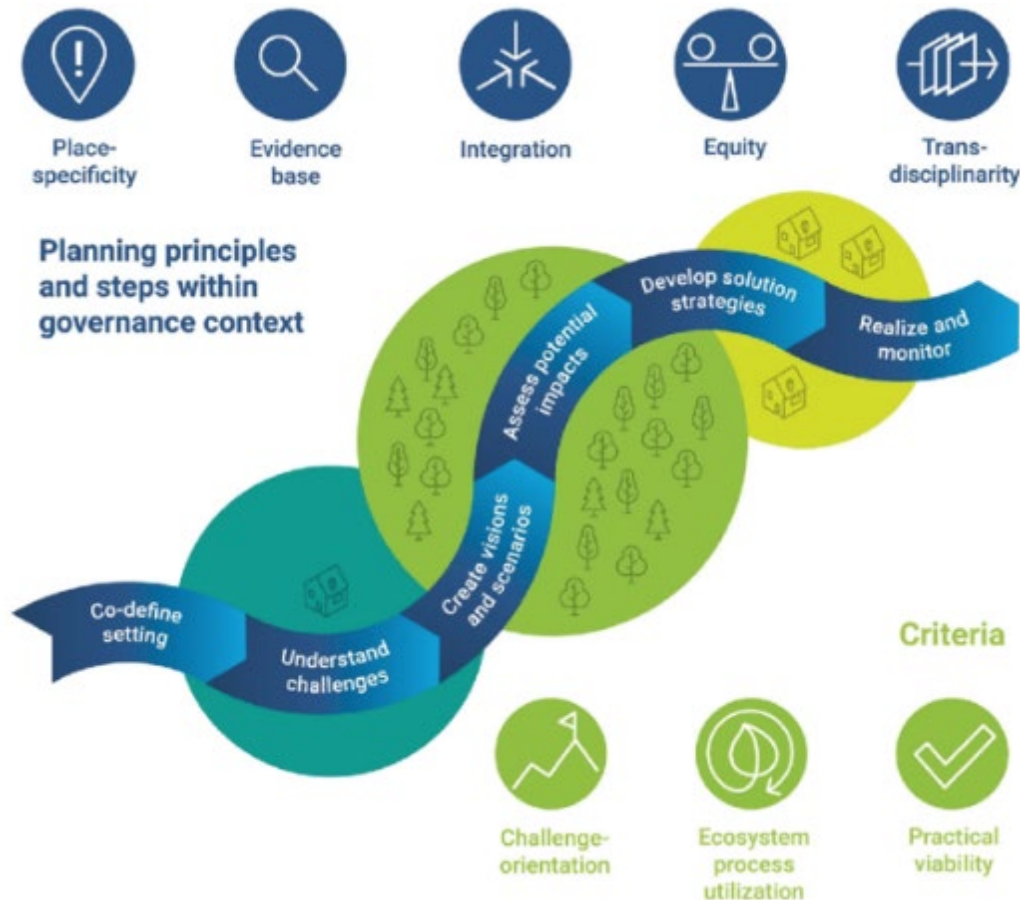 Place-
specificity
Evidence
base
Integration
Equity
Trans-
disciplinarity
Planning principles
and steps within
governance context
Co-define
setting
Understand
challenges
Create visions
and scenarios
Assess potential
impacts
Develop solution
strategies
Realize and
monitor
Criteria
Challenge-
orientation
Ecosystem
process
utilization
Practical
viability